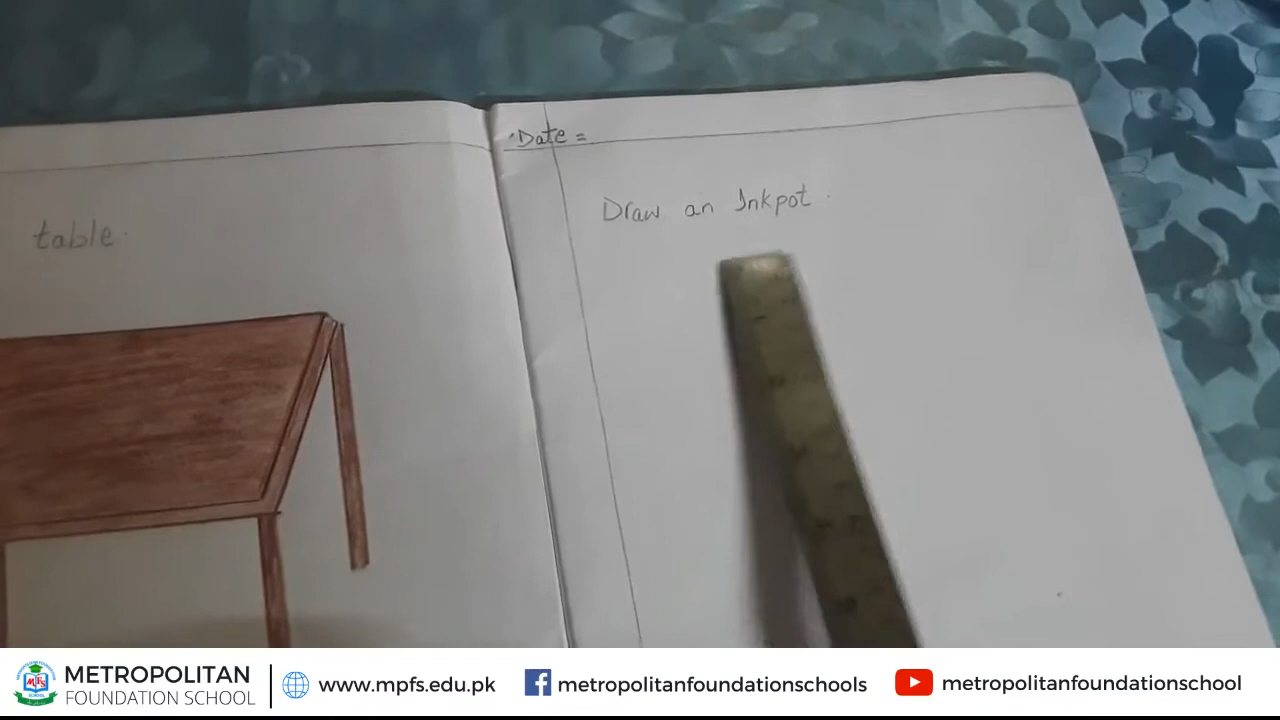 Date =
Draw an Inkpot.
table.
METROPOLITAN
FOUNDATION SCHOOL
www.mpfs.edu.pk
metropolitanfoundationschools
metropolitanfoundationschool